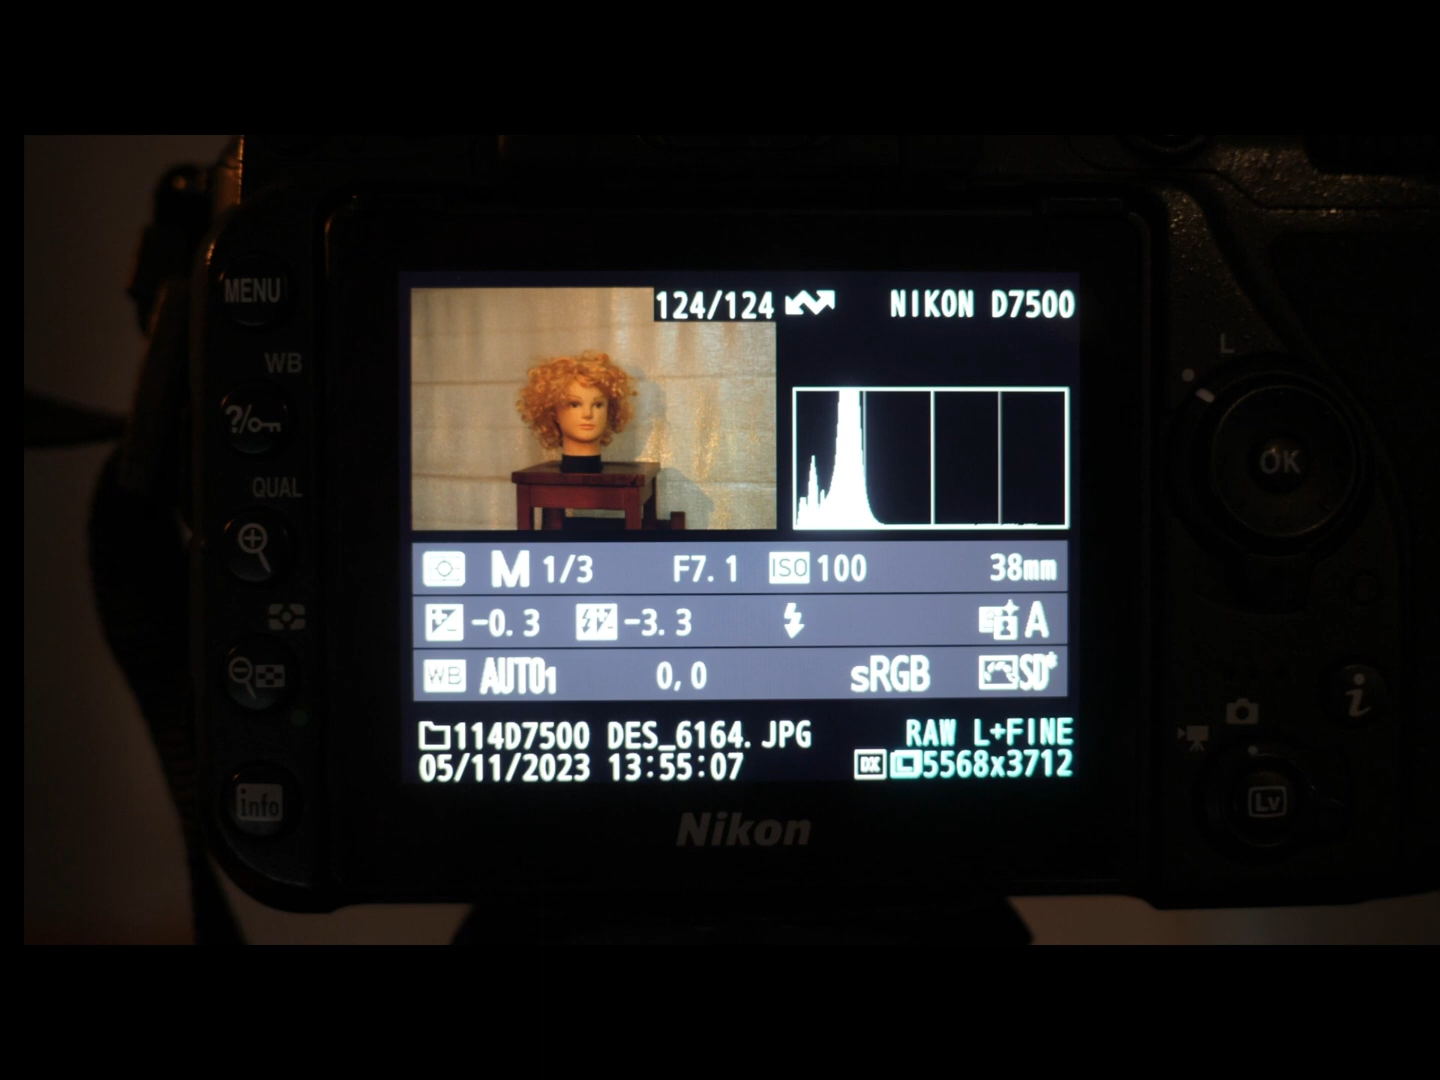 124/124 NIKON D7500
MENU
WB
L
?/
QUAL
OK
M 1/3 F7.1 ISO 100 38mm
-0.3 -3.3 A
WB AUTO1 0,0 sRGB SD
114D7500 DES_6164.JPG RAW L+FINE
05/11/2023 13:55:07 DX L 5568x3712
i
info
Lv
Nikon